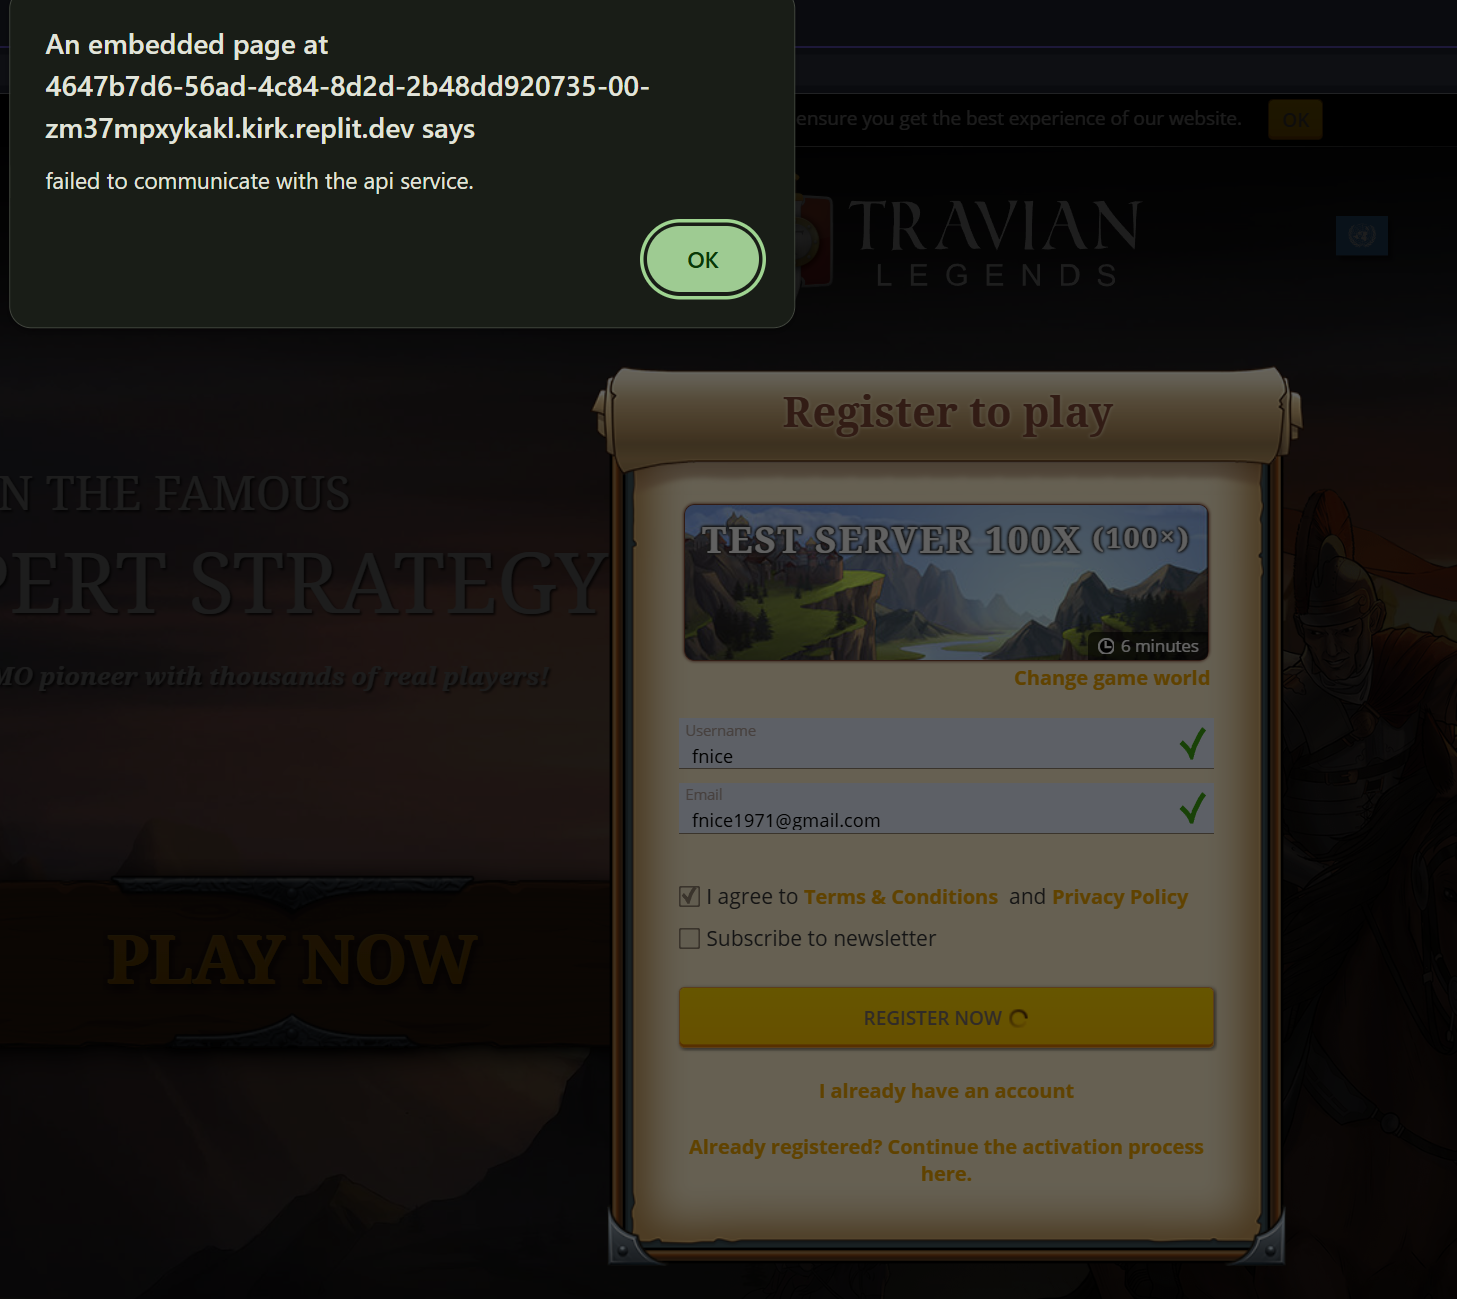 An embedded page at
4647b7d6-56ad-4c84-8d2d-2b48dd920735-00-
zm37mpxykakl.kirk.replit.dev says
failed to communicate with the api service.
OK
ensure you get the best experience of our website.
OK
TRAVIAN
LEGENDS
Register to play
N THE FAMOUS
PERT STRATEGY
MO pioneer with thousands of real players!
PLAY NOW
TEST SERVER 100X (100×)
6 minutes
Change game world
Username
fnice
Email
fnice1971@gmail.com
I agree to Terms & Conditions and Privacy Policy
Subscribe to newsletter
REGISTER NOW
I already have an account
Already registered? Continue the activation process
here.